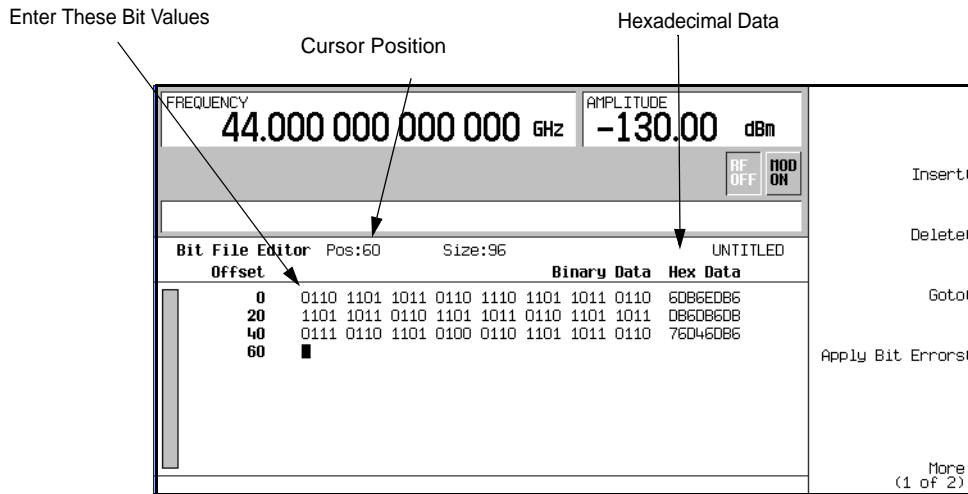 Enter These Bit Values
Hexadecimal Data
Cursor Position
FREQUENCY
44.000 000 000 000 GHz
AMPLITUDE
-130.00 dBm
RF OFF
MOD ON
Insert
Delete
Goto
Apply Bit Errors
More
(1 of 2)
Bit File Editor Pos:60 Size:96 UNTITLED
Offset Binary Data Hex Data
0 0110 1101 1011 0110 1110 1101 1011 0110 6DB6EDB6
20 1101 1011 0110 1101 1011 0110 1101 1011 DB6DB6DB
40 0111 0110 1101 0100 0110 1101 1011 0110 76D46DB6
60